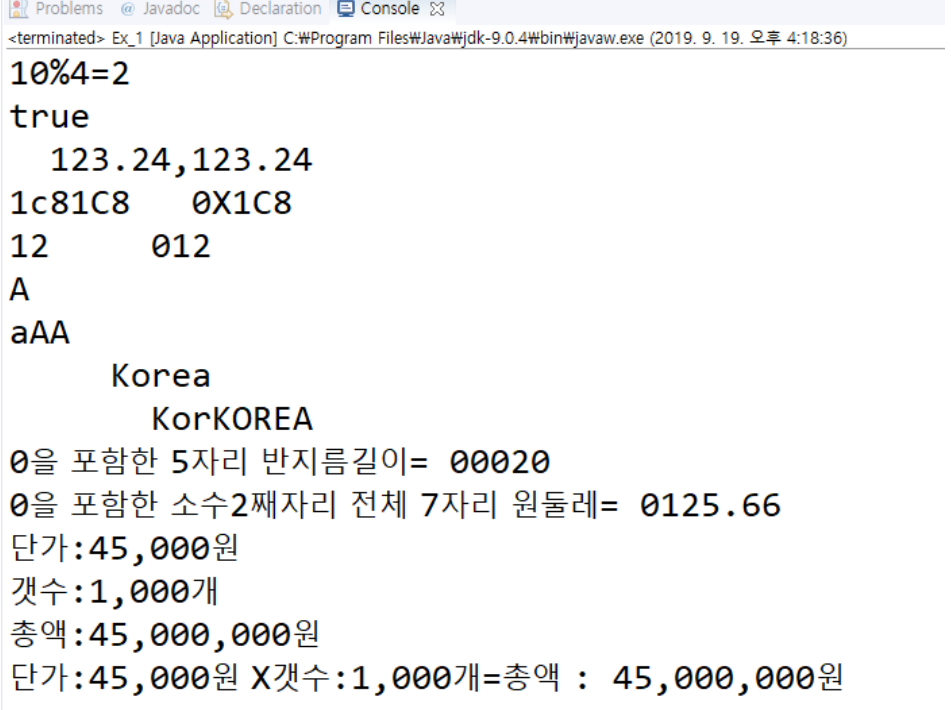 Problems @ Javadoc Declaration Console
<terminated> Ex_1 [Java Application] C:₩Program Files₩Java₩jdk-9.0.4₩bin₩javaw.exe (2019. 9. 19. 오후 4:18:36)
10%4=2
true
  123.24,123.24
1c81C8   0X1C8
12     012
A
aAA
     Korea
       KorKOREA
0을 포함한 5자리 반지름길이= 00020
0을 포함한 소수2째자리 전체 7자리 원둘레= 0125.66
단가:45,000원
갯수:1,000개
총액:45,000,000원
단가:45,000원 X갯수:1,000개=총액 : 45,000,000원